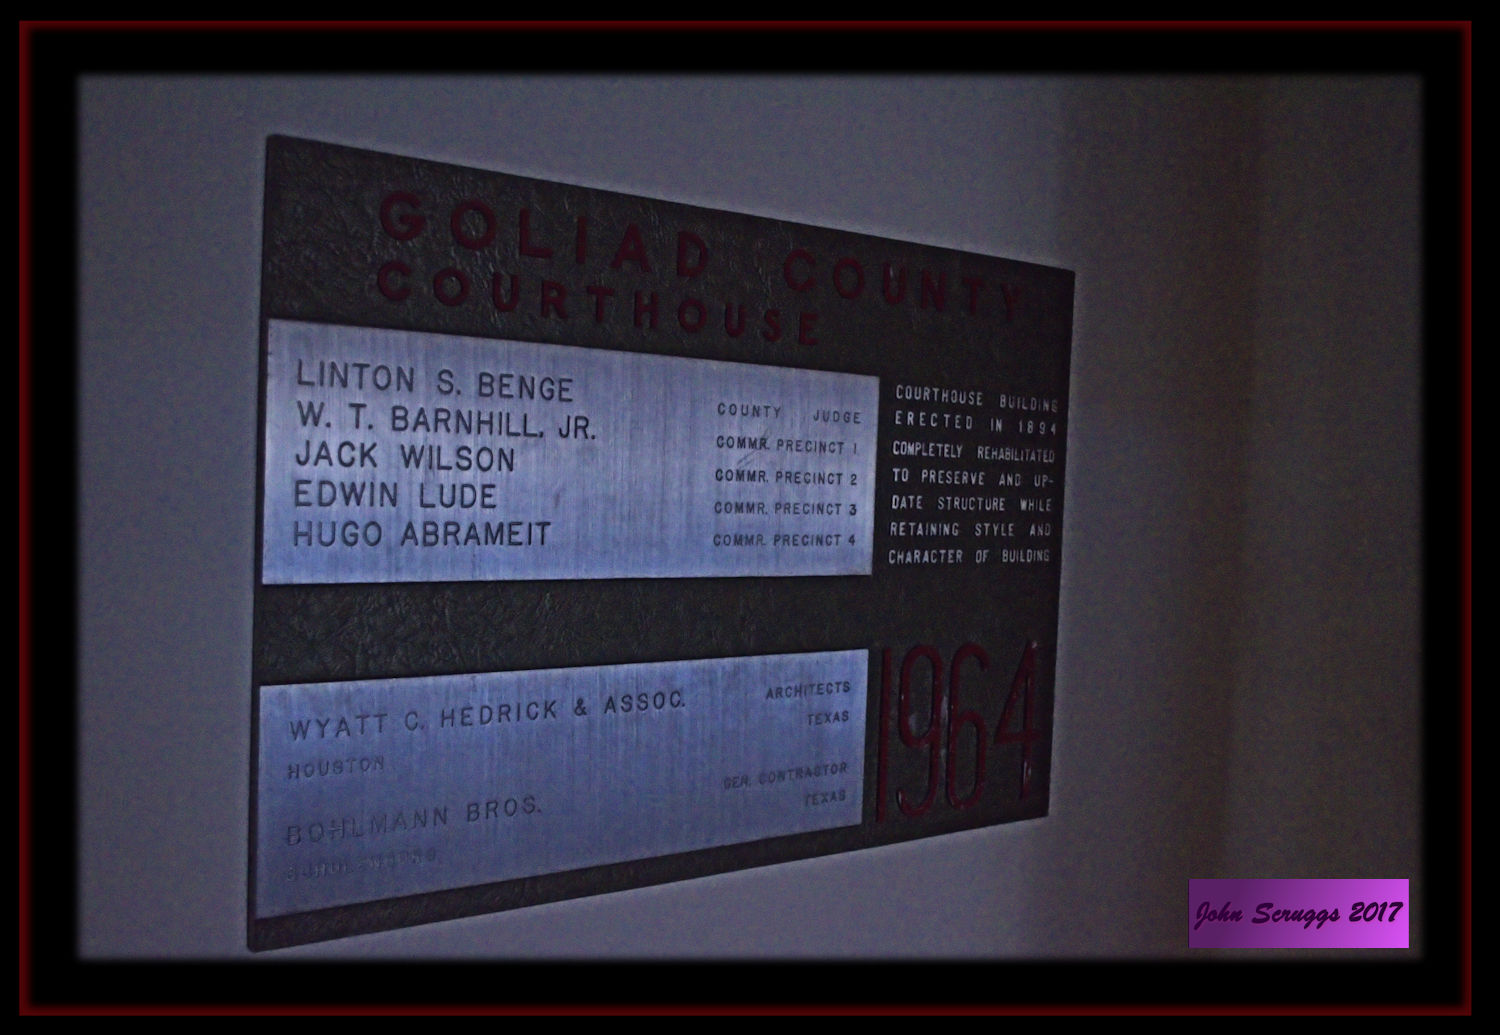 GOLIAD COUNTY
COURTHOUSE
LINTON S. BENGE COUNTY JUDGE
W. T. BARNHILL, JR. COMMR. PRECINCT 1
JACK WILSON COMMR. PRECINCT 2
EDWIN LUDE COMMR. PRECINCT 3
HUGO ABRAMEIT COMMR. PRECINCT 4
COURTHOUSE BUILDING
ERECTED IN 1894
COMPLETELY REHABILITATED
TO PRESERVE AND UP-
DATE STRUCTURE WHILE
RETAINING STYLE AND
CHARACTER OF BUILDING
WYATT C. HEDRICK & ASSOC. ARCHITECTS
HOUSTON TEXAS
BOHLMANN BROS. GEN. CONTRACTOR
SCHULENBURG TEXAS
1964
John Scruggs 2017